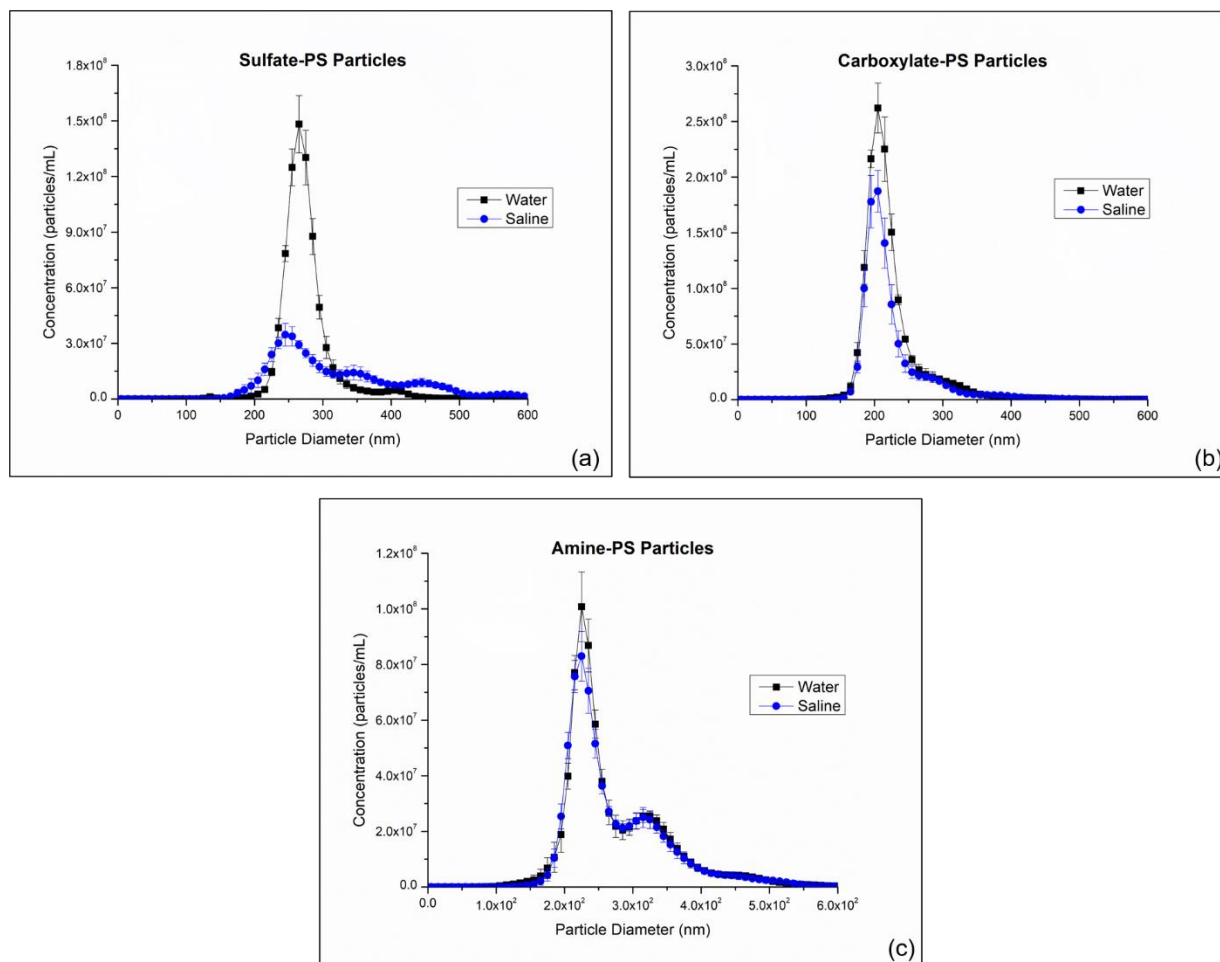 Sulfate-PS Particles
1.8x10⁸
1.5x10⁸
1.2x10⁸
9.0x10⁷
6.0x10⁷
3.0x10⁷
0.0
Concentration (particles/mL)
Water
Saline
0 100 200 300 400 500 600
Particle Diameter (nm)
(a)
Carboxylate-PS Particles
3.0x10⁸
2.5x10⁸
2.0x10⁸
1.5x10⁸
1.0x10⁸
5.0x10⁷
0.0
Concentration (particles/mL)
Water
Saline
0 100 200 300 400 500 600
Particle Diameter (nm)
(b)
Amine-PS Particles
1.2x10⁸
1.0x10⁸
8.0x10⁷
6.0x10⁷
4.0x10⁷
2.0x10⁷
0.0
Concentration (particles/mL)
Water
Saline
0.0 1.0x10² 2.0x10² 3.0x10² 4.0x10² 5.0x10² 6.0x10²
Particle Diameter (nm)
(c)